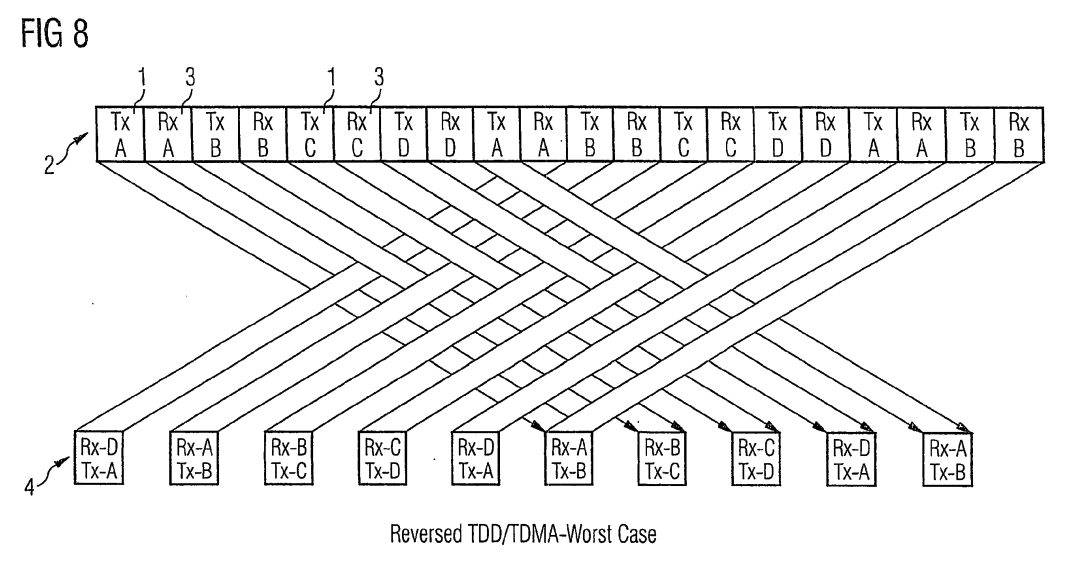 FIG 8
1 3 1 3
Tx Rx Tx Rx Tx Rx Tx Rx Tx Rx Tx Rx Tx Rx Tx Rx Tx Rx Tx Rx
A A B B C C D D A A B B C C D D A A B B
2
Rx-D Rx-A Rx-B Rx-C Rx-D Rx-A Rx-B Rx-C Rx-D Rx-A
Tx-A Tx-B Tx-C Tx-D Tx-A Tx-B Tx-C Tx-D Tx-A Tx-B
4
Reversed TDD/TDMA-Worst Case